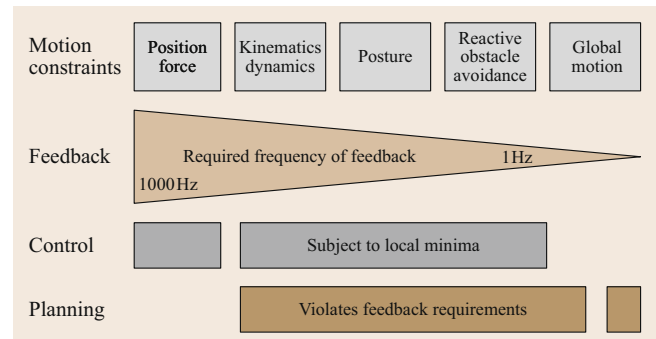 Motion
constraints
Position
force
Kinematics
dynamics
Posture
Reactive
obstacle
avoidance
Global
motion
Feedback
Required frequency of feedback
1 Hz
1000 Hz
Control
Subject to local minima
Planning
Violates feedback requirements